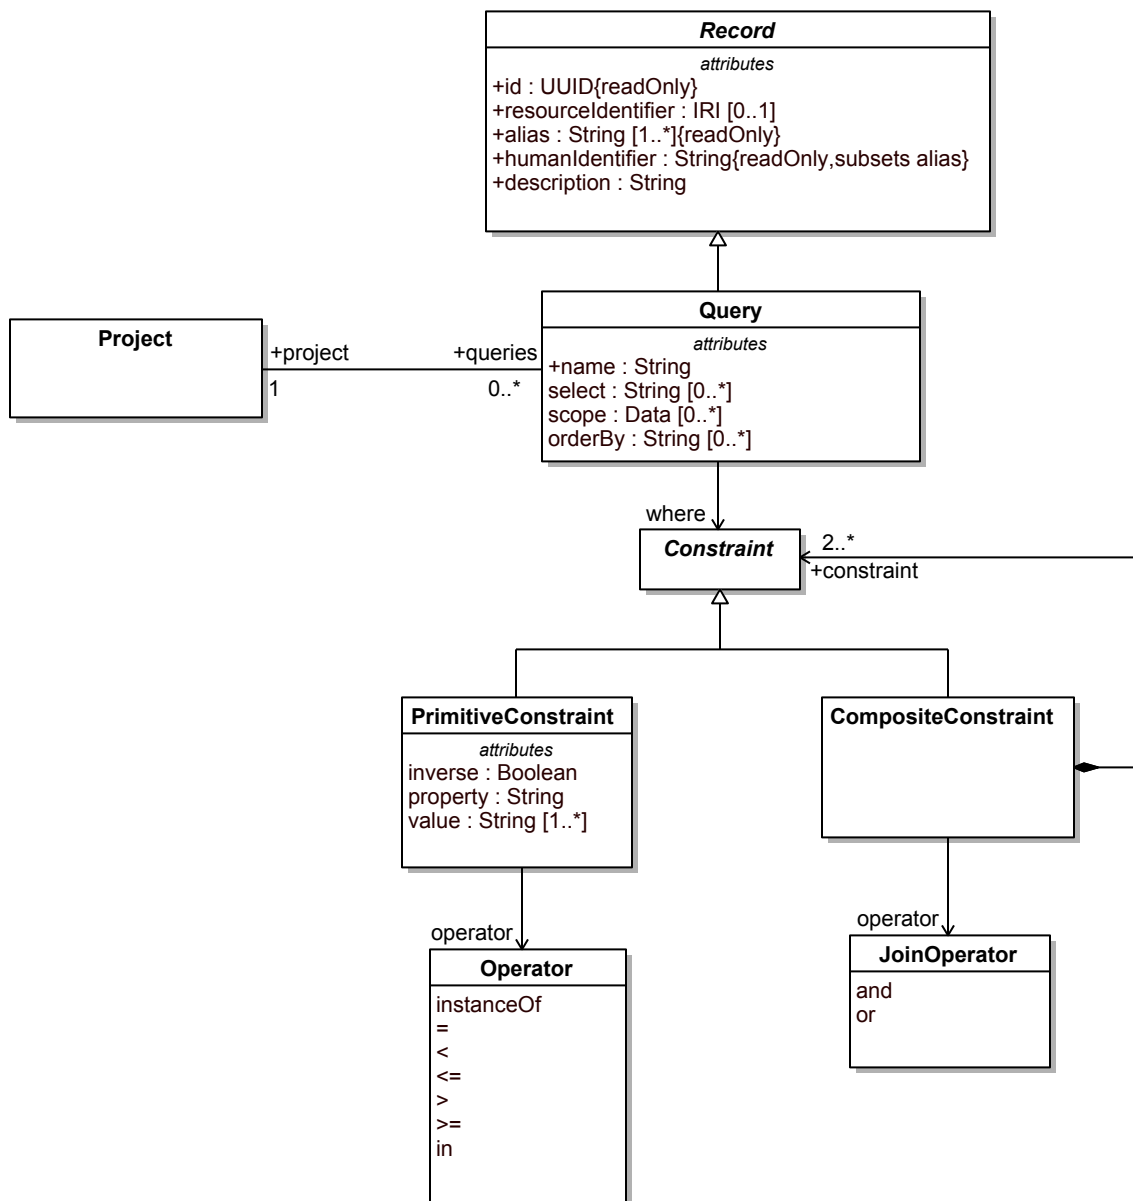 Record
attributes
+id : UUID{readOnly}
+resourceIdentifier : IRI [0..1]
+alias : String [1..*]{readOnly}
+humanIdentifier : String{readOnly,subsets alias}
+description : String
Project
+project
1
+queries
0..*
Query
attributes
+name : String
select : String [0..*]
scope : Data [0..*]
orderBy : String [0..*]
where
Constraint
2..*
+constraint
PrimitiveConstraint
attributes
inverse : Boolean
property : String
value : String [1..*]
CompositeConstraint
operator
Operator
instanceOf
=
<
<=
>
>=
in
operator
JoinOperator
and
or